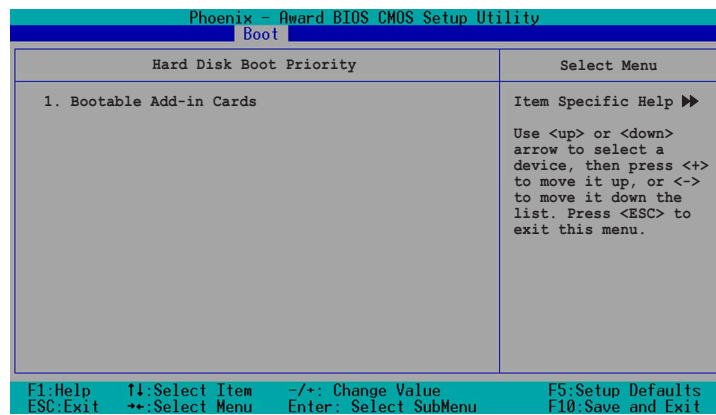 Phoenix - Award BIOS CMOS Setup Utility
Boot
Hard Disk Boot Priority
Select Menu
1. Bootable Add-in Cards
Item Specific Help
Use <up> or <down>
arrow to select a
device, then press <+>
to move it up, or <->
to move it down the
list. Press <ESC> to
exit this menu.
F1:Help ↑↓:Select Item -/+: Change Value F5:Setup Defaults
ESC:Exit →←:Select Menu Enter: Select SubMenu F10:Save and Exit